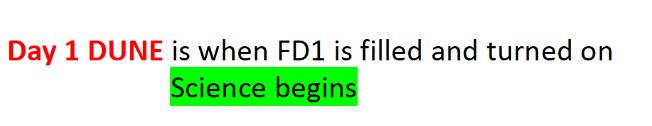 Day 1 DUNE is when FD1 is filled and turned on
Science begins